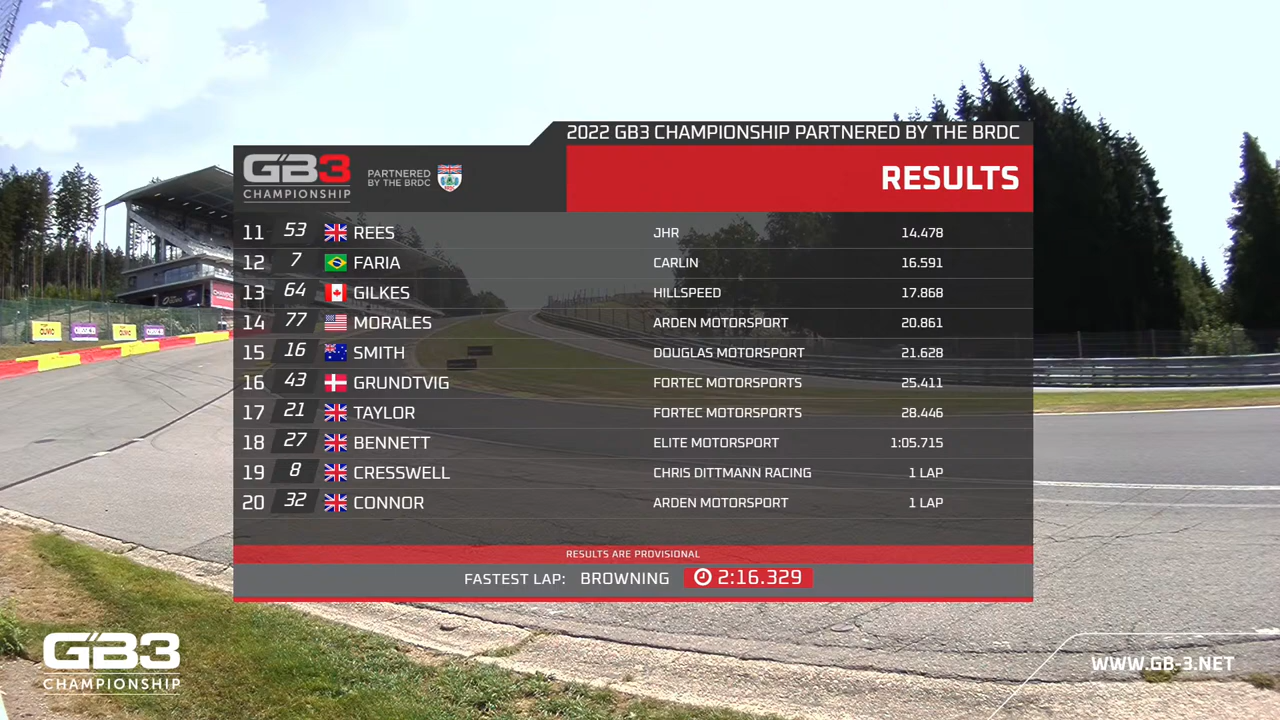 2022 GB3 CHAMPIONSHIP PARTNERED BY THE BRDC
GB3
CHAMPIONSHIP
PARTNERED
BY THE BRDC
RESULTS
11 53 REES JHR 14.478
12 7 FARIA CARLIN 16.591
13 64 GILKES HILLSPEED 17.868
14 77 MORALES ARDEN MOTORSPORT 20.861
15 16 SMITH DOUGLAS MOTORSPORT 21.628
16 43 GRUNDTVIG FORTEC MOTORSPORTS 25.411
17 21 TAYLOR FORTEC MOTORSPORTS 28.446
18 27 BENNETT ELITE MOTORSPORT 1:05.715
19 8 CRESSWELL CHRIS DITTMANN RACING 1 LAP
20 32 CONNOR ARDEN MOTORSPORT 1 LAP
RESULTS ARE PROVISIONAL
FASTEST LAP: BROWNING 2:16.329
GB3
CHAMPIONSHIP
WWW.GB-3.NET